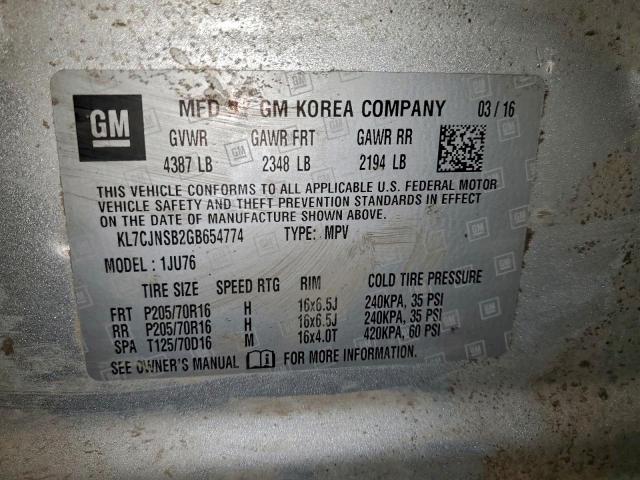 GM MFD BY GM KOREA COMPANY 03 / 16
GVWR GAWR FRT GAWR RR
4387 LB 2348 LB 2194 LB
THIS VEHICLE CONFORMS TO ALL APPLICABLE U.S. FEDERAL MOTOR
VEHICLE SAFETY AND THEFT PREVENTION STANDARDS IN EFFECT
ON THE DATE OF MANUFACTURE SHOWN ABOVE.
KL7CJNSB2GB654774 TYPE: MPV
MODEL : 1JU76
TIRE SIZE SPEED RTG RIM COLD TIRE PRESSURE
FRT P205/70R16 H 16x6.5J 240KPA, 35 PSI
RR P205/70R16 H 16x6.5J 240KPA, 35 PSI
SPA T125/70D16 M 16x4.0T 420KPA, 60 PSI
SEE OWNER'S MANUAL FOR MORE INFORMATION.